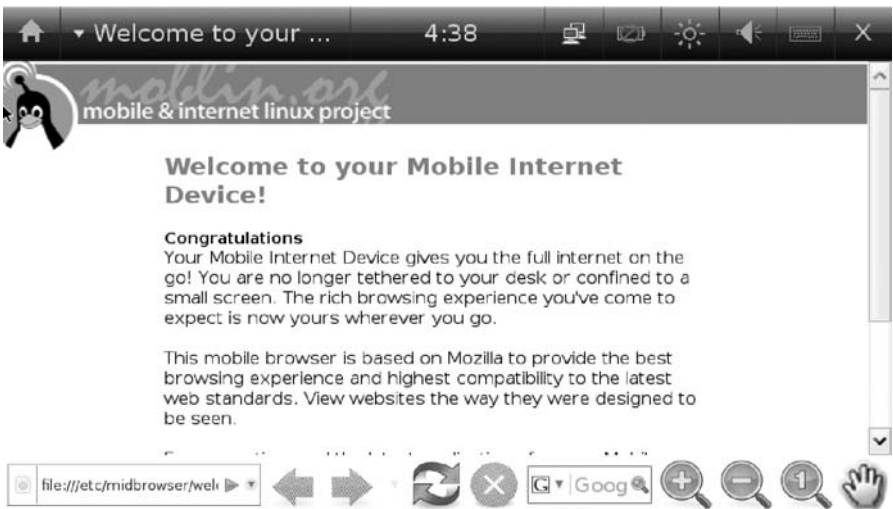 Welcome to your ... 4:38 X
moblin.org
mobile & internet linux project
Welcome to your Mobile Internet
Device!
Congratulations
Your Mobile Internet Device gives you the full internet on the
go! You are no longer tethered to your desk or confined to a
small screen. The rich browsing experience you've come to
expect is now yours wherever you go.
This mobile browser is based on Mozilla to provide the best
browsing experience and highest compatibility to the latest
web standards. View websites the way they were designed to
be seen.
file:///etc/midbrowser/welc G Goog 1